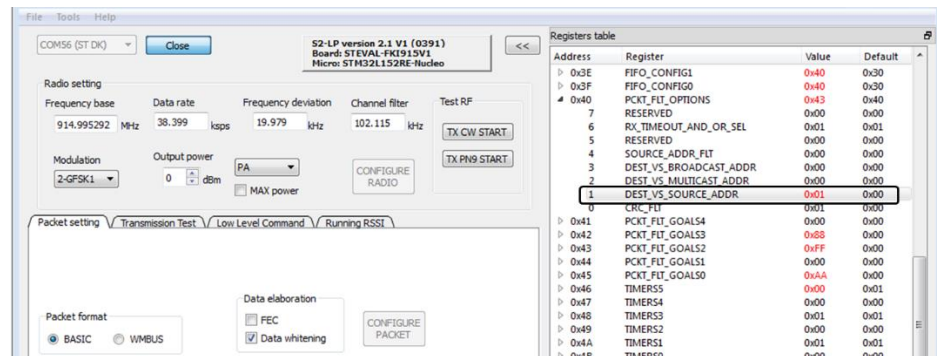 File Tools Help
COM56 (ST DK)
Close
S2-LP version 2.1 V1 (0391)
Board: STEVAL-FKI915V1
Micro: STM32L152RE-Nucleo
<<
Radio setting
Frequency base Data rate Frequency deviation Channel filter Test RF
914.995292 MHz 38.399 ksps 19.979 kHz 102.115 kHz
TX CW START
Modulation Output power
2-GFSK1 0 dBm PA
MAX power
CONFIGURE
RADIO
TX PN9 START
Packet setting Transmission Test Low Level Command Running RSSI
Packet format
BASIC WMBUS
Data elaboration
FEC
Data whitening
CONFIGURE
PACKET
Registers table
Address Register Value Default
0x3E FIFO_CONFIG1 0x40 0x30
0x3F FIFO_CONFIG0 0x40 0x30
0x40 PCKT_FLT_OPTIONS 0x43 0x40
7 RESERVED 0x00 0x00
6 RX_TIMEOUT_AND_OR_SEL 0x01 0x01
5 RESERVED 0x00 0x00
4 SOURCE_ADDR_FLT 0x00 0x00
3 DEST_VS_BROADCAST_ADDR 0x00 0x00
2 DEST_VS_MULTICAST_ADDR 0x00 0x00
1 DEST_VS_SOURCE_ADDR 0x01 0x00
0 CRC_FLT 0x01 0x00
0x41 PCKT_FLT_GOALS4 0x00 0x00
0x42 PCKT_FLT_GOALS3 0x88 0x00
0x43 PCKT_FLT_GOALS2 0xFF 0x00
0x44 PCKT_FLT_GOALS1 0x00 0x00
0x45 PCKT_FLT_GOALS0 0xAA 0x00
0x46 TIMERS5 0x00 0x01
0x47 TIMERS4 0x00 0x00
0x48 TIMERS3 0x01 0x01
0x49 TIMERS2 0x00 0x00
0x4A TIMERS1 0x01 0x01
0x4B TIMERS0 0x00 0x00